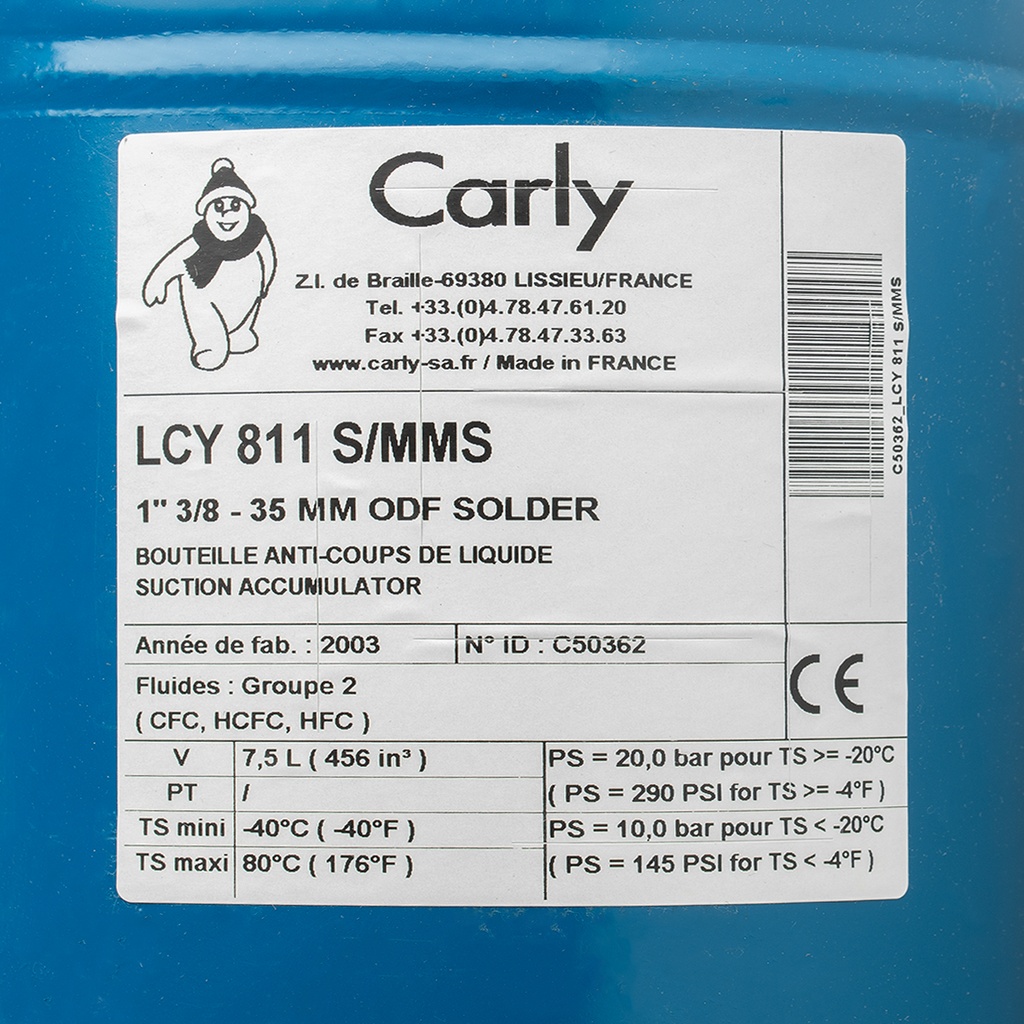 Carly
Z.I. de Braille-69380 LISSIEU/FRANCE
Tel. +33.(0)4.78.47.61.20
Fax +33.(0)4.78.47.33.63
www.carly-sa.fr / Made in FRANCE
C50362_LCY 811 S/MMS
LCY 811 S/MMS
1" 3/8 - 35 MM ODF SOLDER
BOUTEILLE ANTI-COUPS DE LIQUIDE
SUCTION ACCUMULATOR
Année de fab. : 2003 N° ID : C50362
Fluides : Groupe 2
( CFC, HCFC, HFC )
CE
V 7,5 L ( 456 in³ ) PS = 20,0 bar pour TS >= -20°C
PT / ( PS = 290 PSI for TS >= -4°F )
TS mini -40°C ( -40°F ) PS = 10,0 bar pour TS < -20°C
TS maxi 80°C ( 176°F ) ( PS = 145 PSI for TS < -4°F )